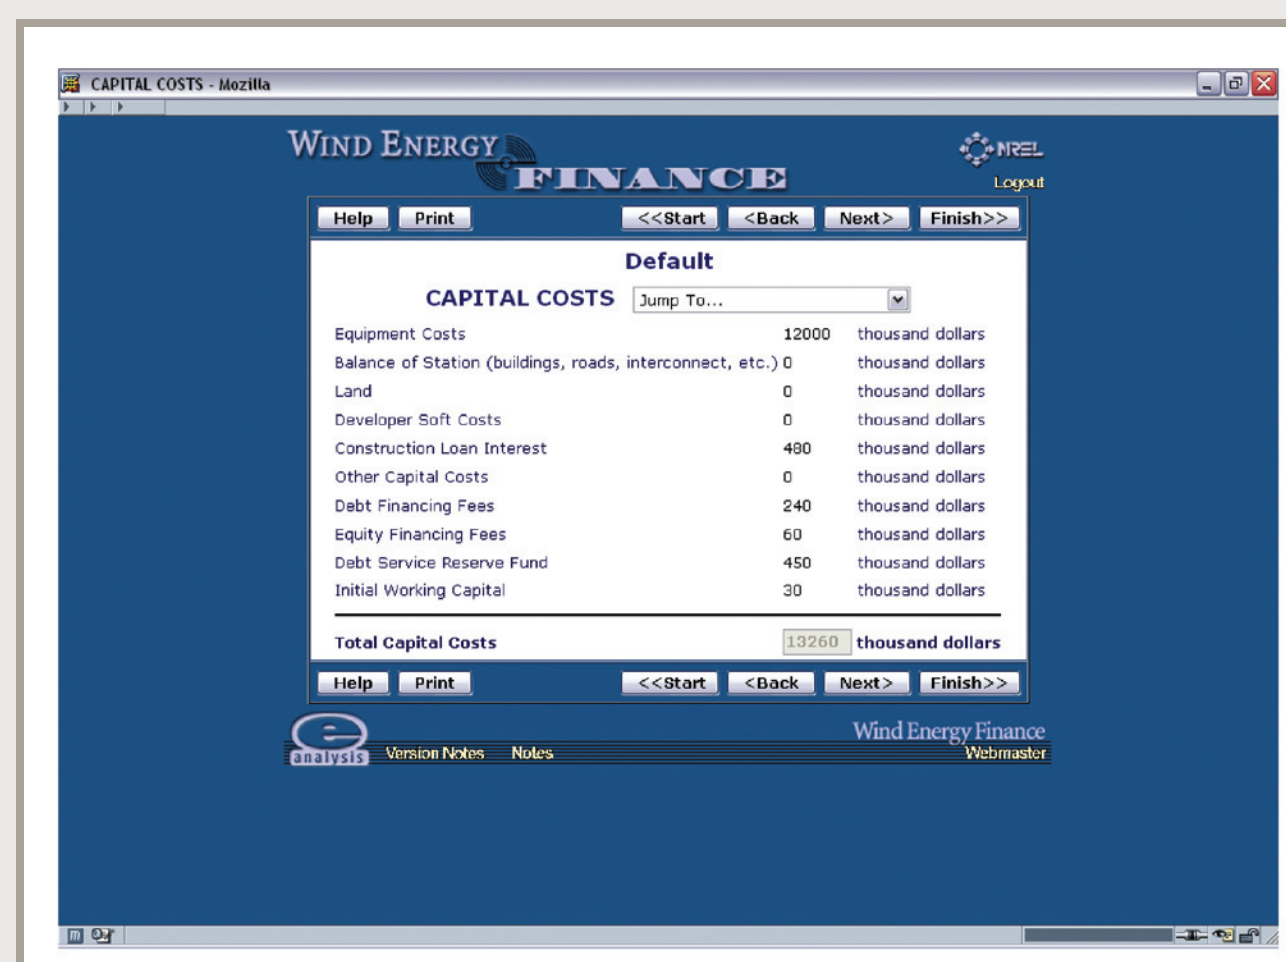 CAPITAL COSTS - Mozilla
WIND ENERGY
FINANCE
NREL
Logout
Help Print <<Start <Back Next> Finish>>
Default
CAPITAL COSTS Jump To...
Equipment Costs 12000 thousand dollars
Balance of Station (buildings, roads, interconnect, etc.) 0 thousand dollars
Land 0 thousand dollars
Developer Soft Costs 0 thousand dollars
Construction Loan Interest 480 thousand dollars
Other Capital Costs 0 thousand dollars
Debt Financing Fees 240 thousand dollars
Equity Financing Fees 60 thousand dollars
Debt Service Reserve Fund 450 thousand dollars
Initial Working Capital 30 thousand dollars
Total Capital Costs 13260 thousand dollars
Help Print <<Start <Back Next> Finish>>
e
analysis Version Notes Notes
Wind Energy Finance
Webmaster